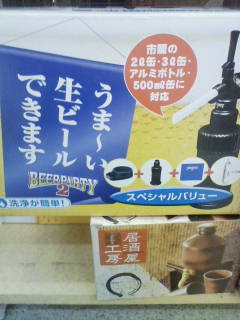 市販の
2ℓ缶・3ℓ缶・
アルミボトル・
500mℓ缶に
対応
うま〜い
生ビール
できます
BEER PARTY
2
スペシャルバリュー
洗浄が簡単!
居酒屋
工房